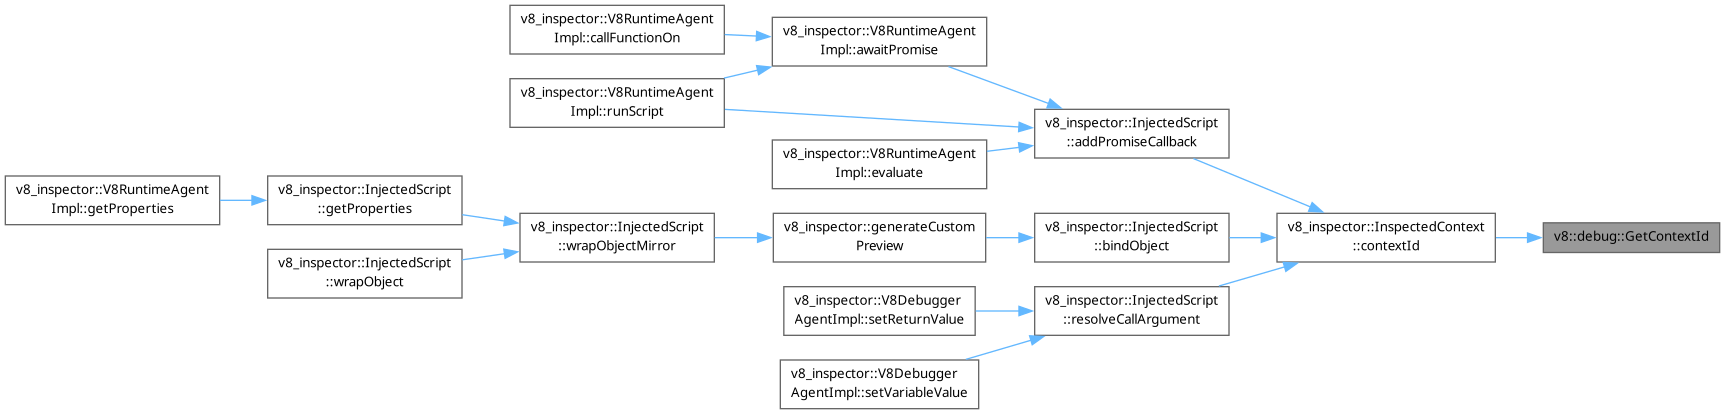 v8_inspector::V8RuntimeAgent
Impl::callFunctionOn
v8_inspector::V8RuntimeAgent
Impl::awaitPromise
v8_inspector::V8RuntimeAgent
Impl::runScript
v8_inspector::InjectedScript
::addPromiseCallback
v8_inspector::V8RuntimeAgent
Impl::evaluate
v8_inspector::V8RuntimeAgent
Impl::getProperties
v8_inspector::InjectedScript
::getProperties
v8_inspector::InjectedScript
::wrapObjectMirror
v8_inspector::generateCustom
Preview
v8_inspector::InjectedScript
::bindObject
v8_inspector::InspectedContext
::contextId
v8::debug::GetContextId
v8_inspector::InjectedScript
::wrapObject
v8_inspector::V8Debugger
AgentImpl::setReturnValue
v8_inspector::InjectedScript
::resolveCallArgument
v8_inspector::V8Debugger
AgentImpl::setVariableValue